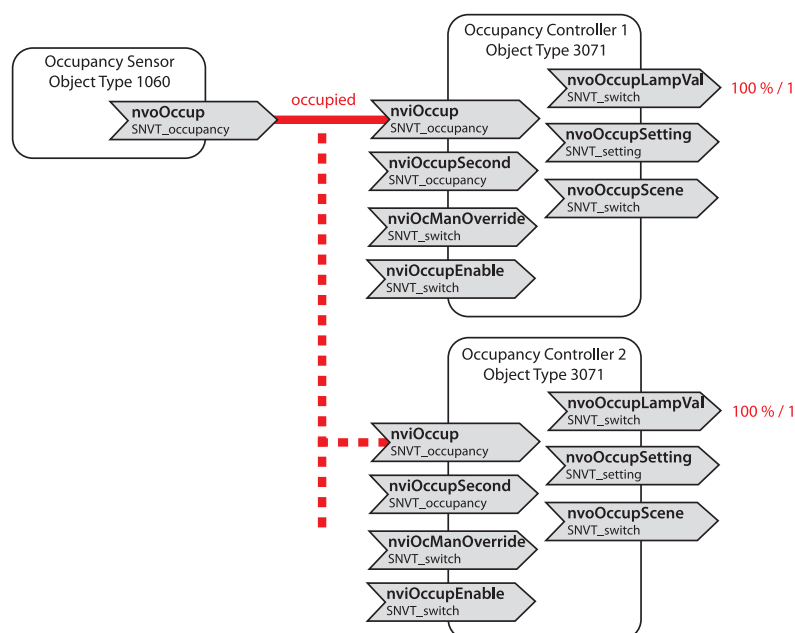 Occupancy Sensor
Object Type 1060
nvoOccup
SNVT_occupancy
occupied
Occupancy Controller 1
Object Type 3071
nviOccup
SNVT_occupancy
nviOccupSecond
SNVT_occupancy
nviOcManOverride
SNVT_switch
nviOccupEnable
SNVT_switch
nvoOccupLampVal
SNVT_switch
100 % / 1
nvoOccupSetting
SNVT_setting
nvoOccupScene
SNVT_switch
Occupancy Controller 2
Object Type 3071
nviOccup
SNVT_occupancy
nviOccupSecond
SNVT_occupancy
nviOcManOverride
SNVT_switch
nviOccupEnable
SNVT_switch
nvoOccupLampVal
SNVT_switch
100 % / 1
nvoOccupSetting
SNVT_setting
nvoOccupScene
SNVT_switch